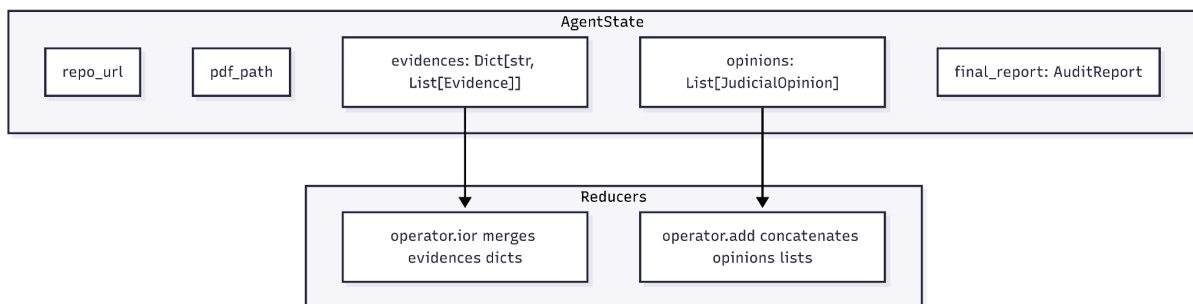 AgentState
repo_url
pdf_path
evidences: Dict[str,
List[Evidence]]
opinions:
List[JudicialOpinion]
final_report: AuditReport
Reducers
operator.ior merges
evidences dicts
operator.add concatenates
opinions lists